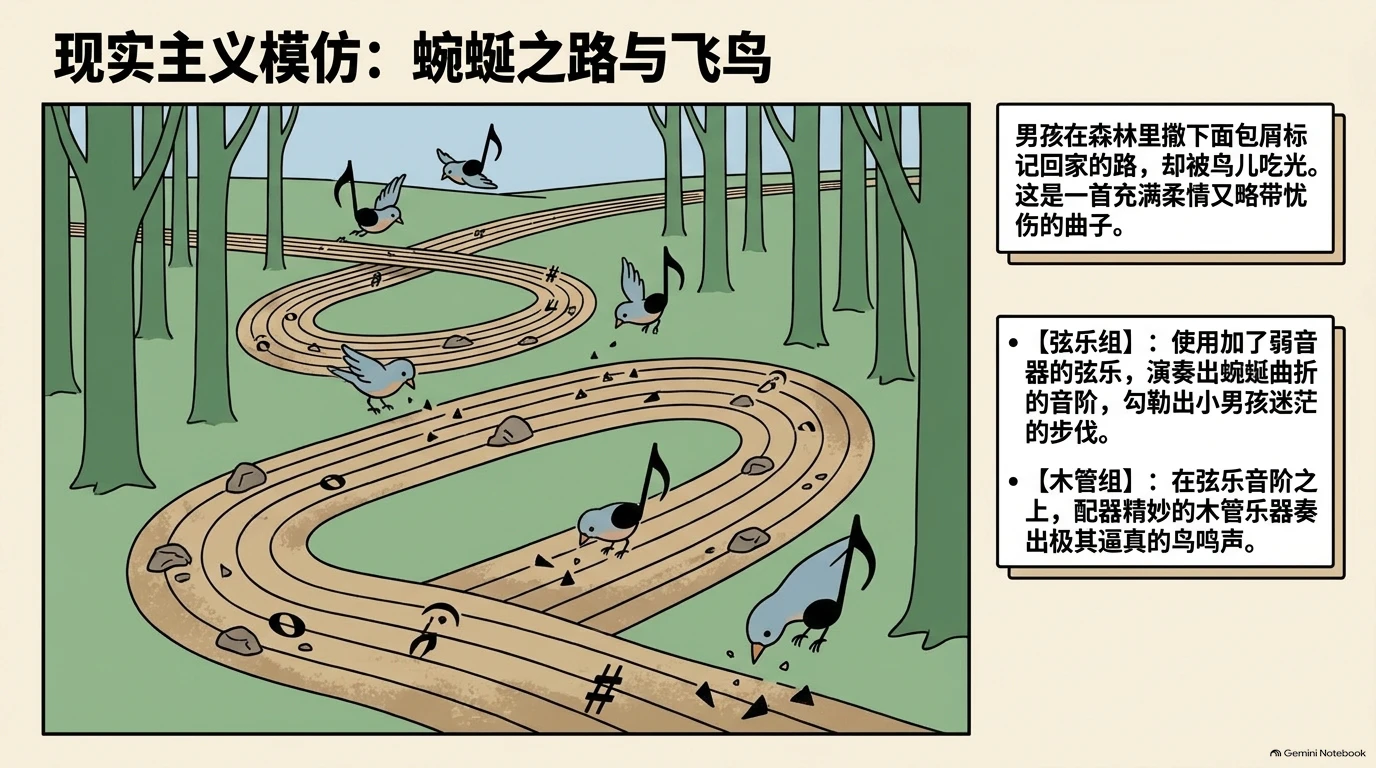 现实主义模仿：蜿蜒之路与飞鸟
男孩在森林里撒下面包屑标
记回家的路，却被鸟儿吃光。
这是一首充满柔情又略带忧
伤的曲子。
• 【弦乐组】：使用加了弱音
器的弦乐，演奏出蜿蜒曲折
的音阶，勾勒出小男孩迷茫
的步伐。
• 【木管组】：在弦乐音阶之
上，配器精妙的木管乐器奏
出极其逼真的鸟鸣声。
Gemini Notebook